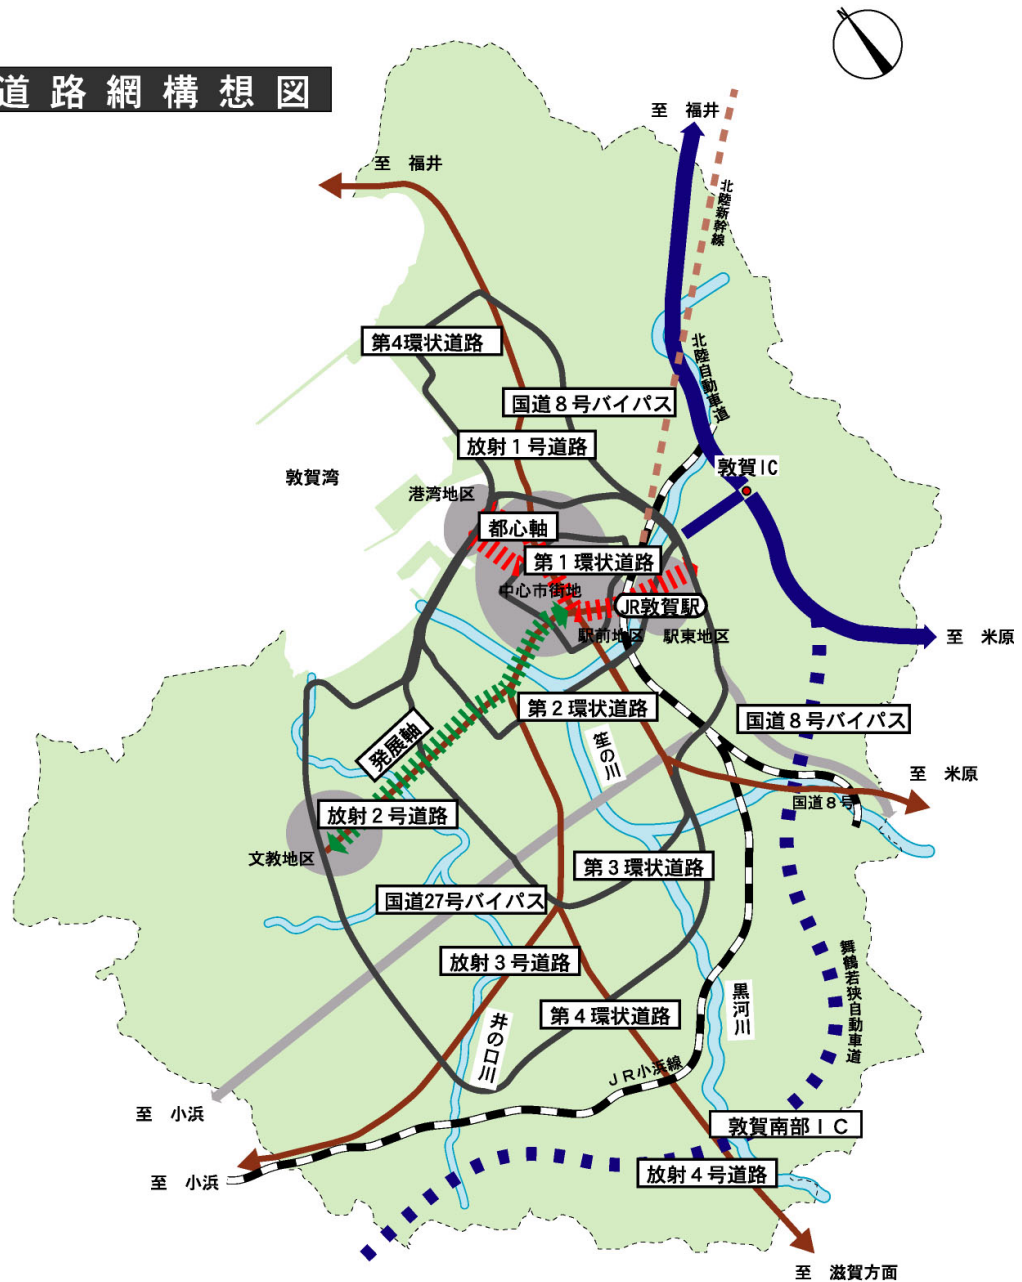 道路網構想図
N
至 福井
至 福井
北陸新幹線
第4環状道路
北陸自動車道
国道8号バイパス
放射1号道路
敦賀IC
敦賀湾
港湾地区
都心軸
第1環状道路
中心市街地
JR敦賀駅
駅前地区
駅東地区
至 米原
第2環状道路
国道8号バイパス
発展軸
笙の川
至 米原
国道8号
放射2号道路
文教地区
第3環状道路
国道27号バイパス
放射3号道路
舞鶴若狭自動車道
黒河川
第4環状道路
井の口川
JR小浜線
至 小浜
敦賀南部IC
放射4号道路
至 小浜
至 滋賀方面